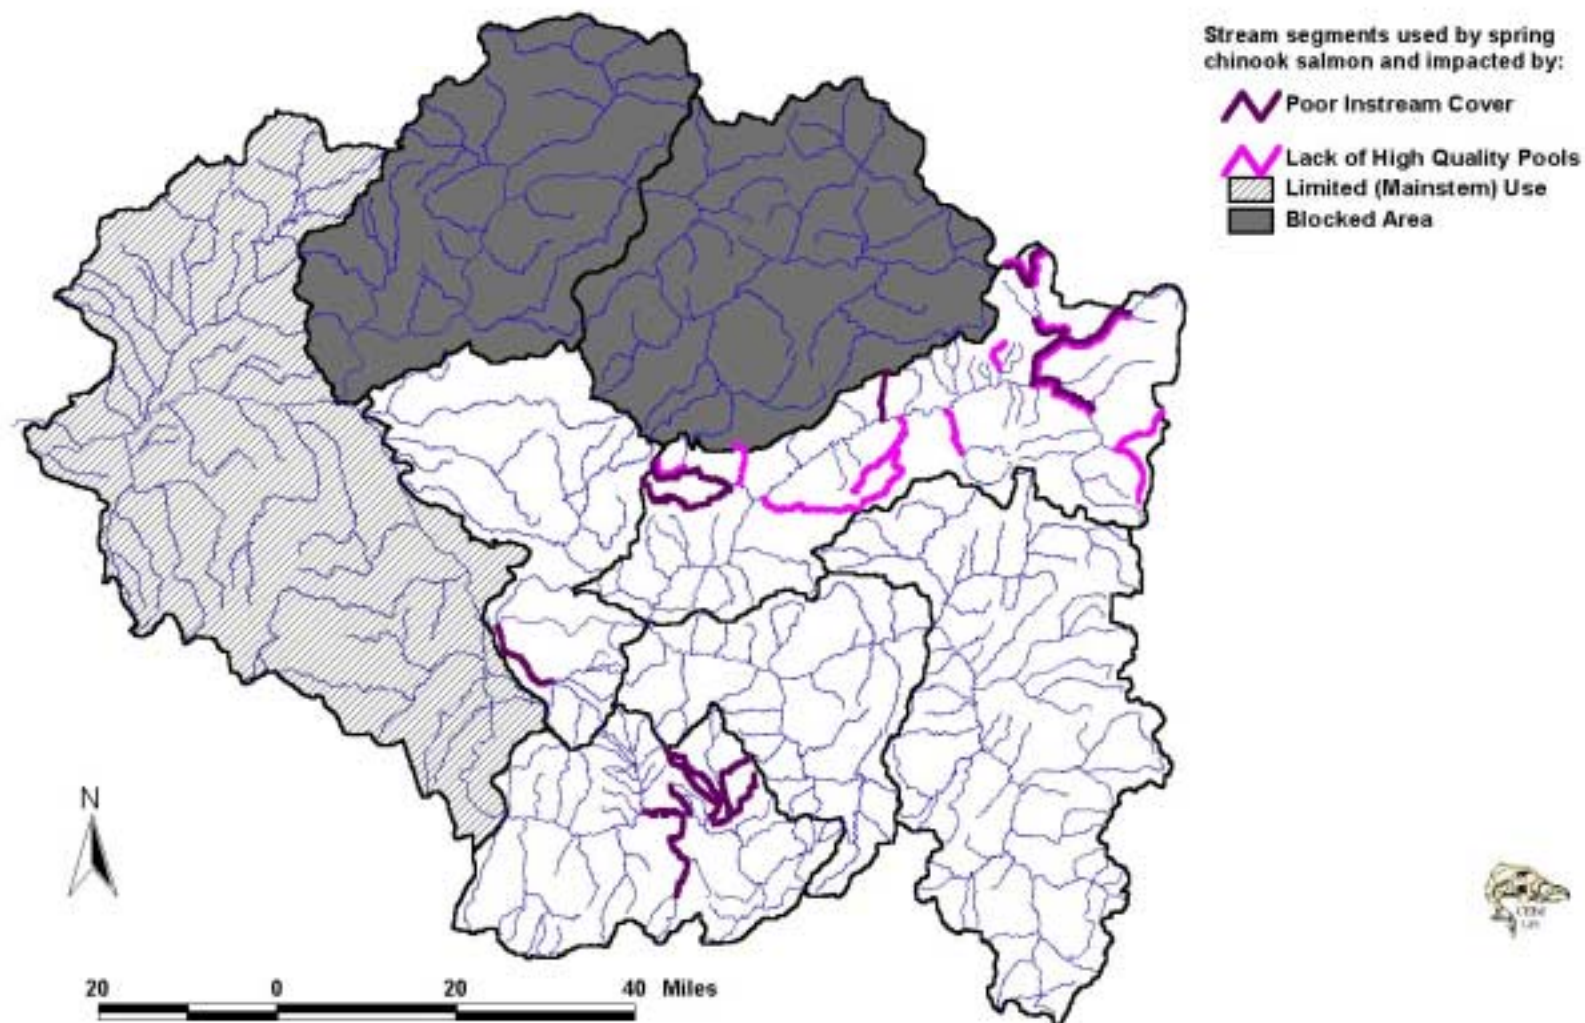 Stream segments used by spring
chinook salmon and impacted by:
Poor Instream Cover
Lack of High Quality Pools
Limited (Mainstem) Use
Blocked Area
N
20 0 20 40 Miles